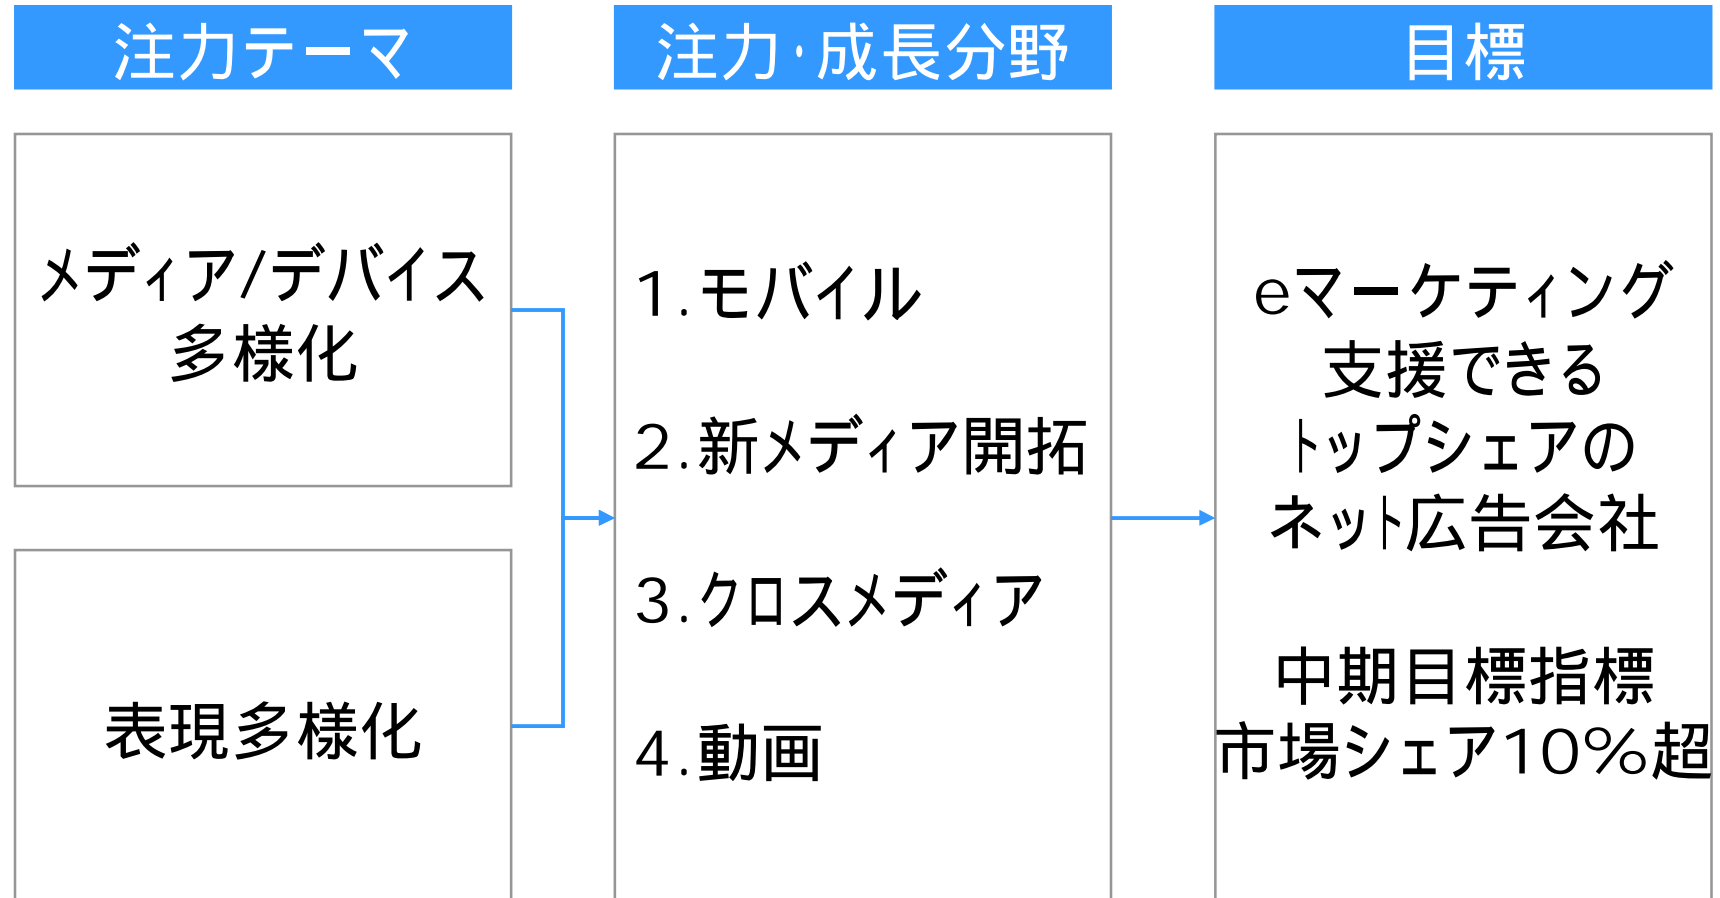 注力テーマ
メディア/デバイス
多様化
表現多様化
注力・成長分野
1.モバイル
2.新メディア開拓
3.クロスメディア
4.動画
目標
eマーケティング
支援できる
トップシェアの
ネット広告会社
中期目標指標
市場シェア10%超